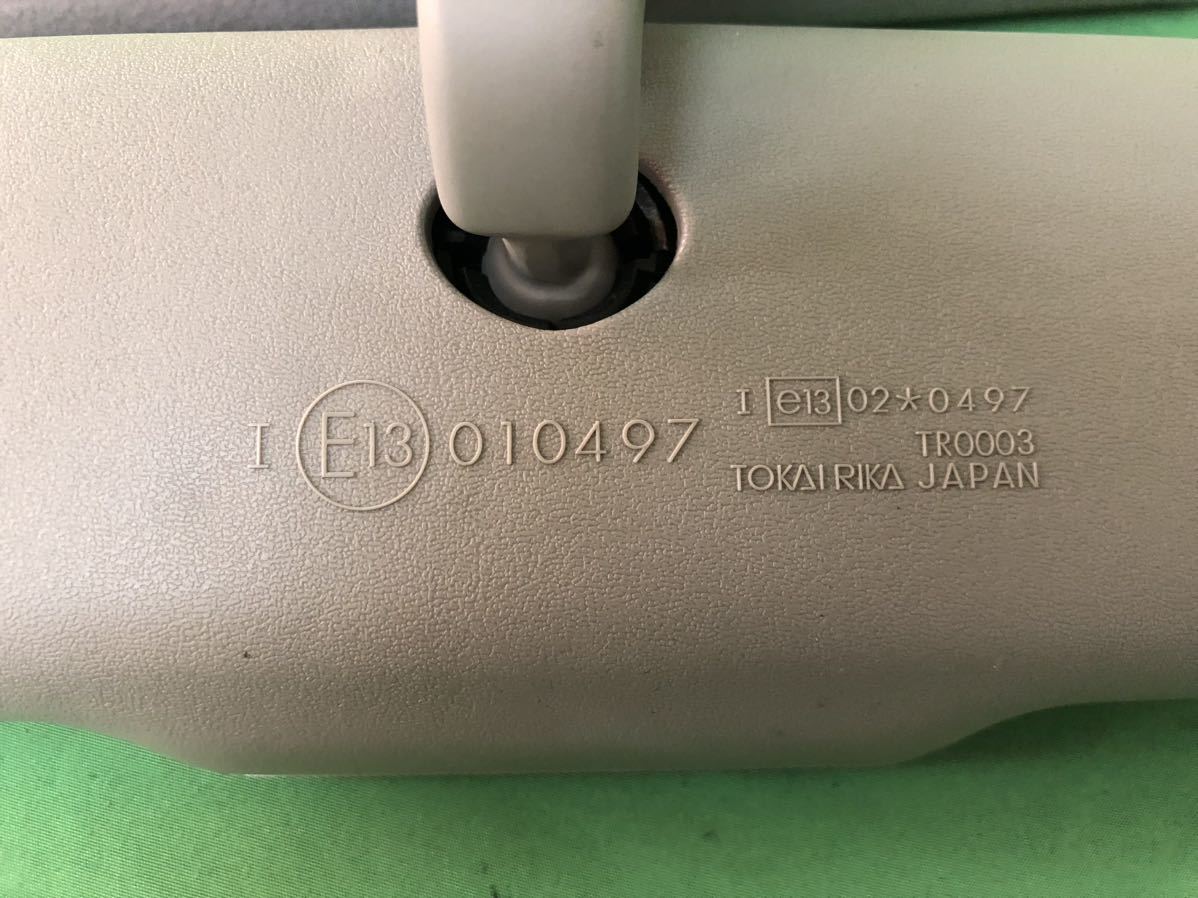 I E13 010497
I e13 02*0497
TR0003
TOKAI RIKA JAPAN